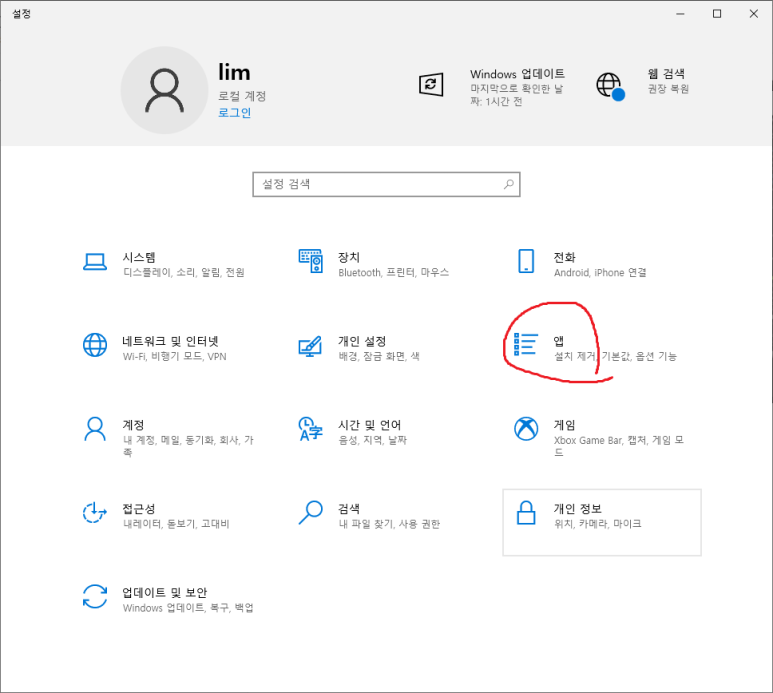 설정
lim
로컬 계정
로그인
Windows 업데이트
마지막으로 확인한 날
짜: 1시간 전
웹 검색
권장 복원
설정 검색
시스템
디스플레이, 소리, 알림, 전원
장치
Bluetooth, 프린터, 마우스
전화
Android, iPhone 연결
네트워크 및 인터넷
Wi-Fi, 비행기 모드, VPN
개인 설정
배경, 잠금 화면, 색
앱
설치 제거, 기본값, 옵션 기능
계정
내 계정, 메일, 동기화, 회사, 가
족
시간 및 언어
음성, 지역, 날짜
게임
Xbox Game Bar, 캡처, 게임 모
드
접근성
내레이터, 돋보기, 고대비
검색
내 파일 찾기, 사용 권한
개인 정보
위치, 카메라, 마이크
업데이트 및 보안
Windows 업데이트, 복구, 백업